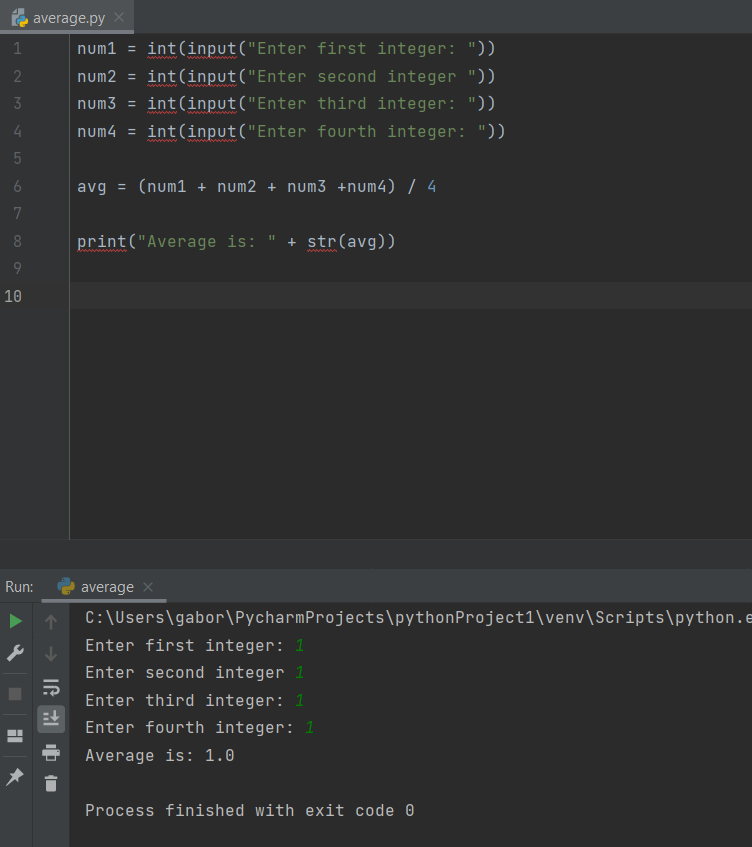 average.py
1 num1 = int(input("Enter first integer: "))
2 num2 = int(input("Enter second integer "))
3 num3 = int(input("Enter third integer: "))
4 num4 = int(input("Enter fourth integer: "))
5
6 avg = (num1 + num2 + num3 +num4) / 4
7
8 print("Average is: " + str(avg))
9
10
Run: average
C:\Users\gabor\PycharmProjects\pythonProject1\venv\Scripts\python.e
Enter first integer: 1
Enter second integer 1
Enter third integer: 1
Enter fourth integer: 1
Average is: 1.0
Process finished with exit code 0